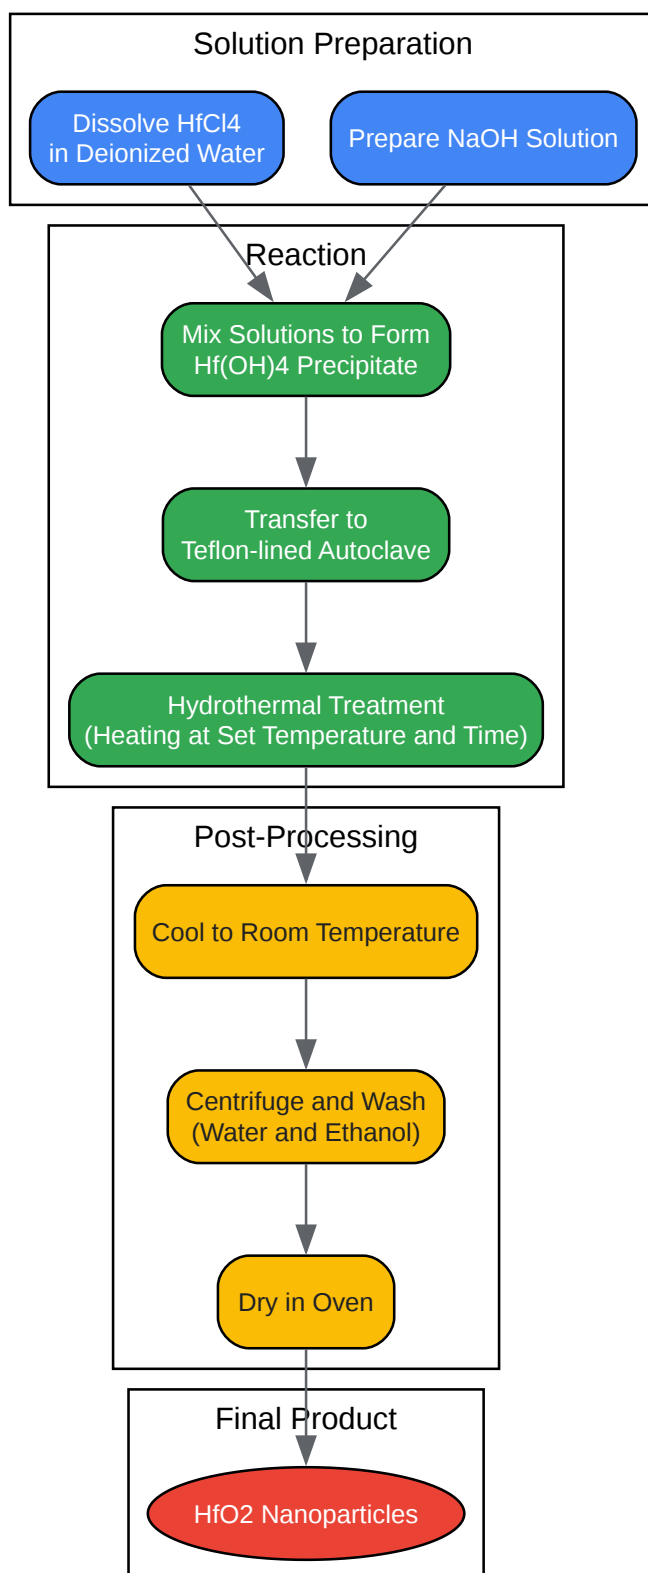 Solution Preparation
Dissolve HfCl4
in Deionized Water
Prepare NaOH Solution
Reaction
Mix Solutions to Form
Hf(OH)4 Precipitate
Transfer to
Teflon-lined Autoclave
Hydrothermal Treatment
(Heating at Set Temperature and Time)
Post-Processing
Cool to Room Temperature
Centrifuge and Wash
(Water and Ethanol)
Dry in Oven
Final Product
HfO2 Nanoparticles